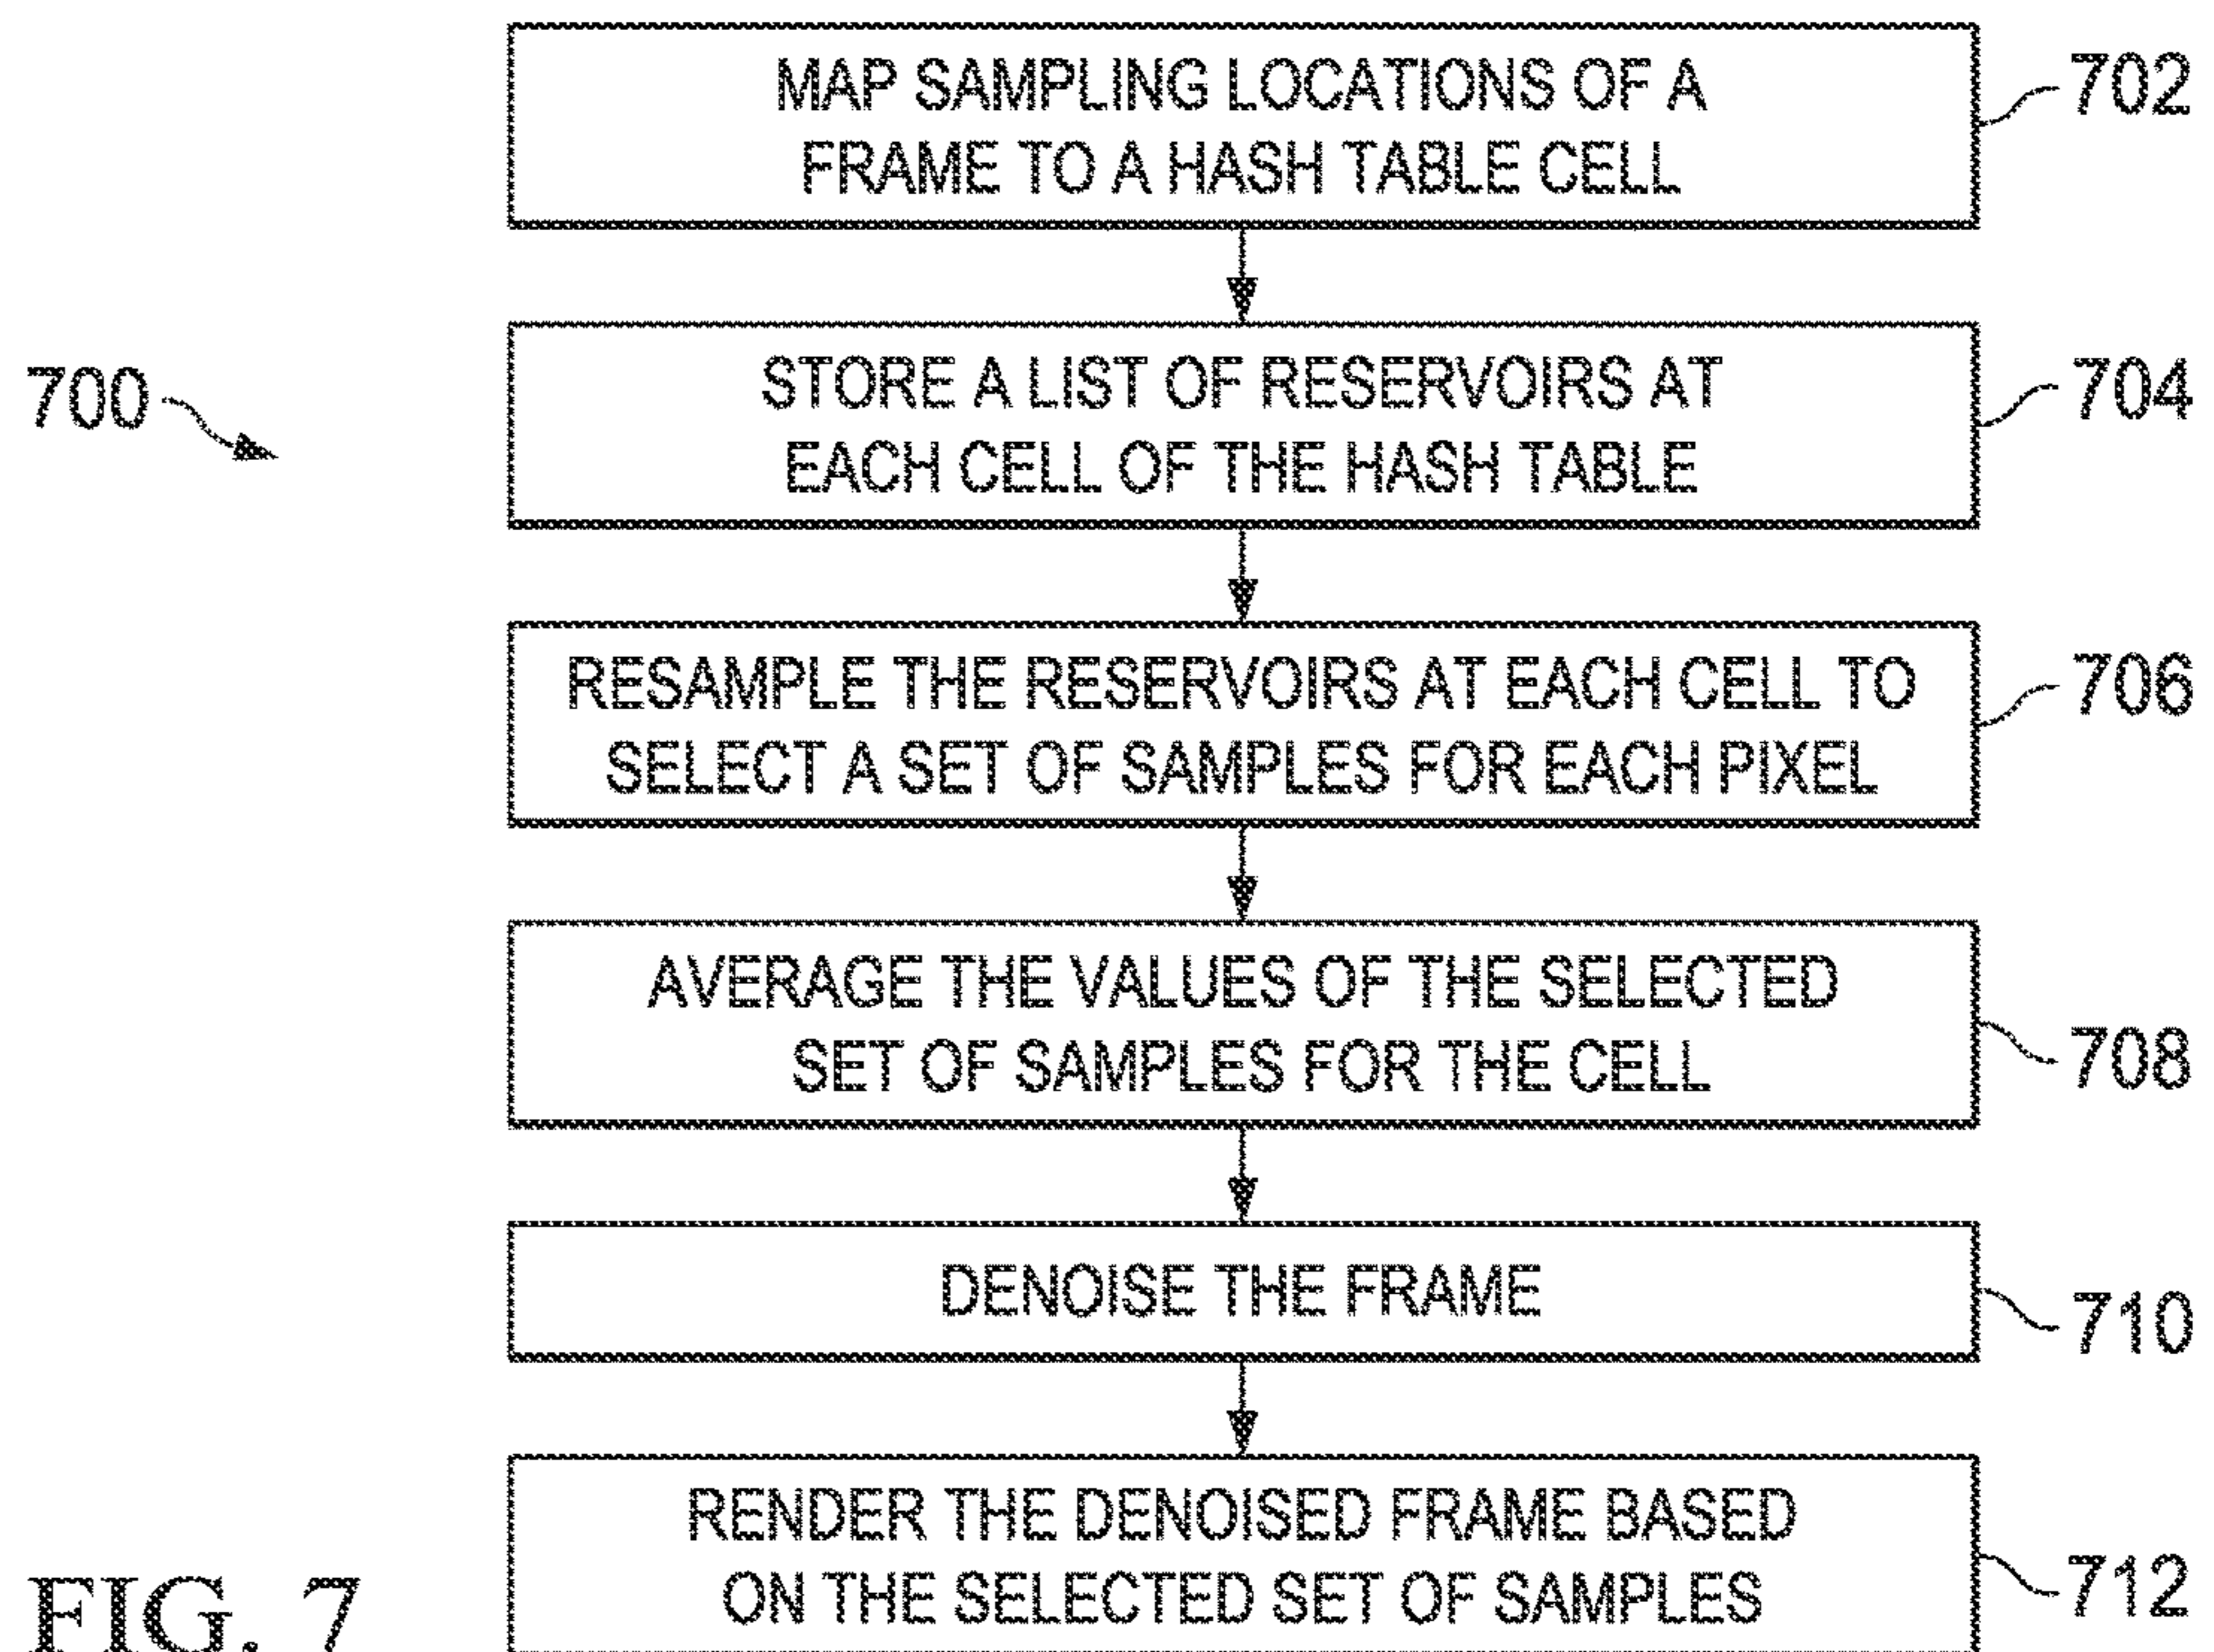 MAP SAMPLING LOCATIONS OF A
FRAME TO A HASH TABLE CELL
702
STORE A LIST OF RESERVOIRS AT
EACH CELL OF THE HASH TABLE
704
700
RESAMPLE THE RESERVOIRS AT EACH CELL TO
SELECT A SET OF SAMPLES FOR EACH PIXEL
706
AVERAGE THE VALUES OF THE SELECTED
SET OF SAMPLES FOR THE CELL
708
DENOISE THE FRAME
710
RENDER THE DENOISED FRAME BASED
ON THE SELECTED SET OF SAMPLES
712
FIG. 7